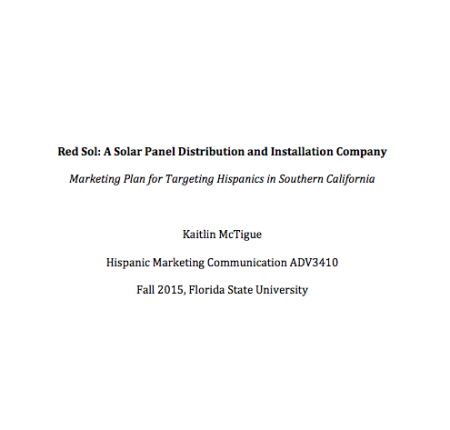 Red Sol: A Solar Panel Distribution and Installation Company
Marketing Plan for Targeting Hispanics in Southern California
Kaitlin McTigue
Hispanic Marketing Communication ADV3410
Fall 2015, Florida State University